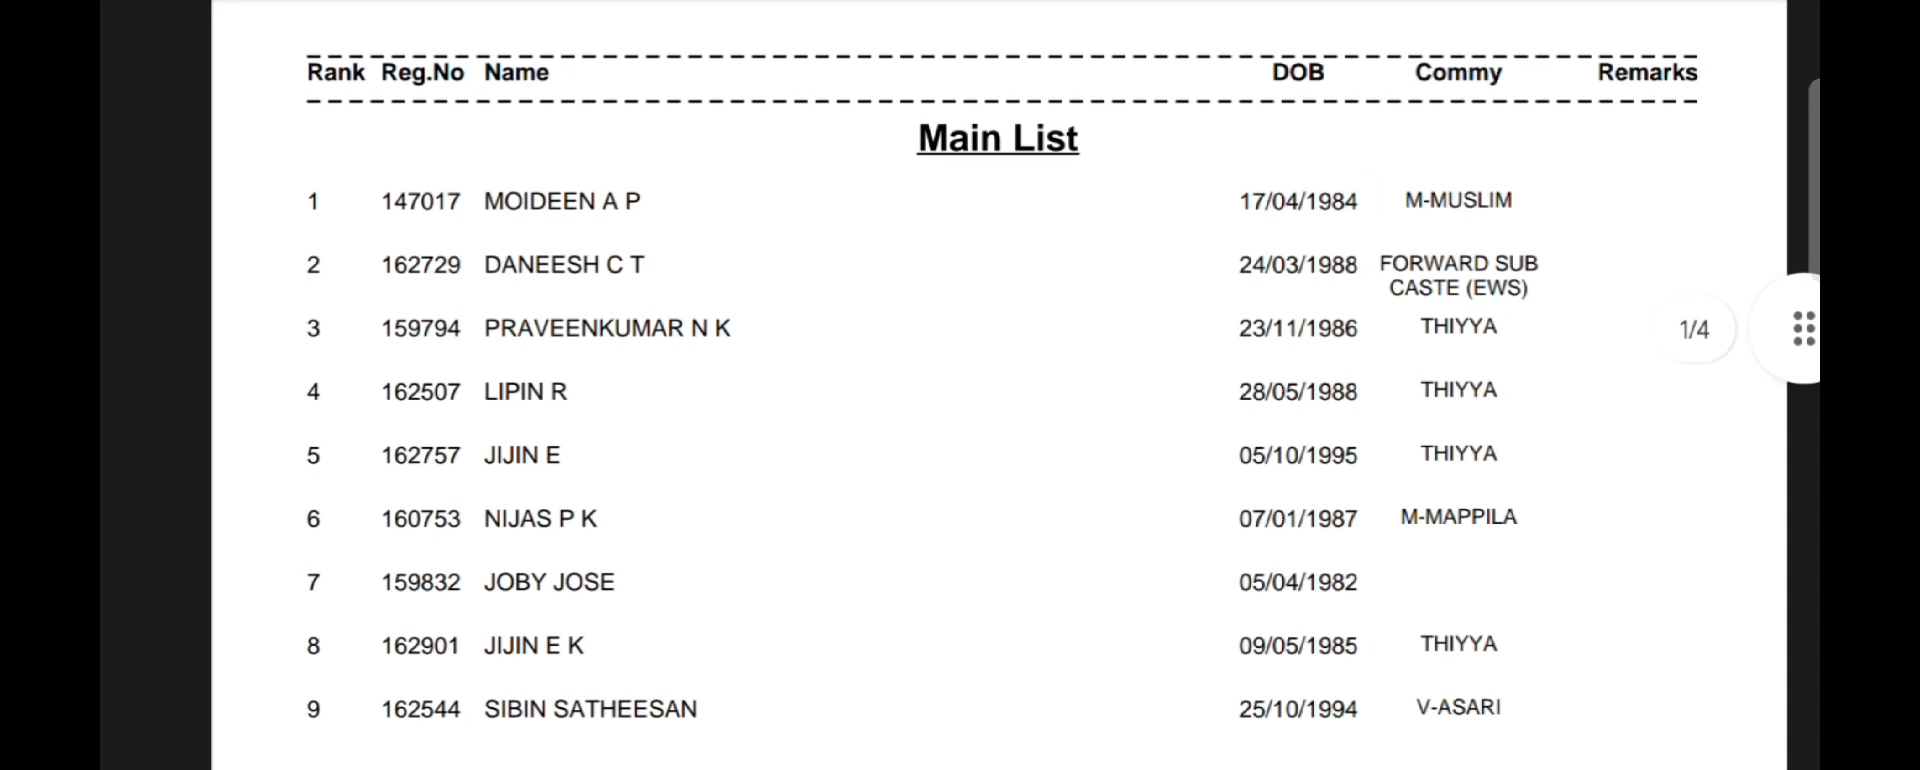 Rank Reg.No Name DOB Commy Remarks
Main List
1 147017 MOIDEEN A P 17/04/1984 M-MUSLIM
2 162729 DANEESH C T 24/03/1988 FORWARD SUB
CASTE (EWS)
3 159794 PRAVEENKUMAR N K 23/11/1986 THIYYA
1/4
4 162507 LIPIN R 28/05/1988 THIYYA
5 162757 JIJIN E 05/10/1995 THIYYA
6 160753 NIJAS P K 07/01/1987 M-MAPPILA
7 159832 JOBY JOSE 05/04/1982
8 162901 JIJIN E K 09/05/1985 THIYYA
9 162544 SIBIN SATHEESAN 25/10/1994 V-ASARI